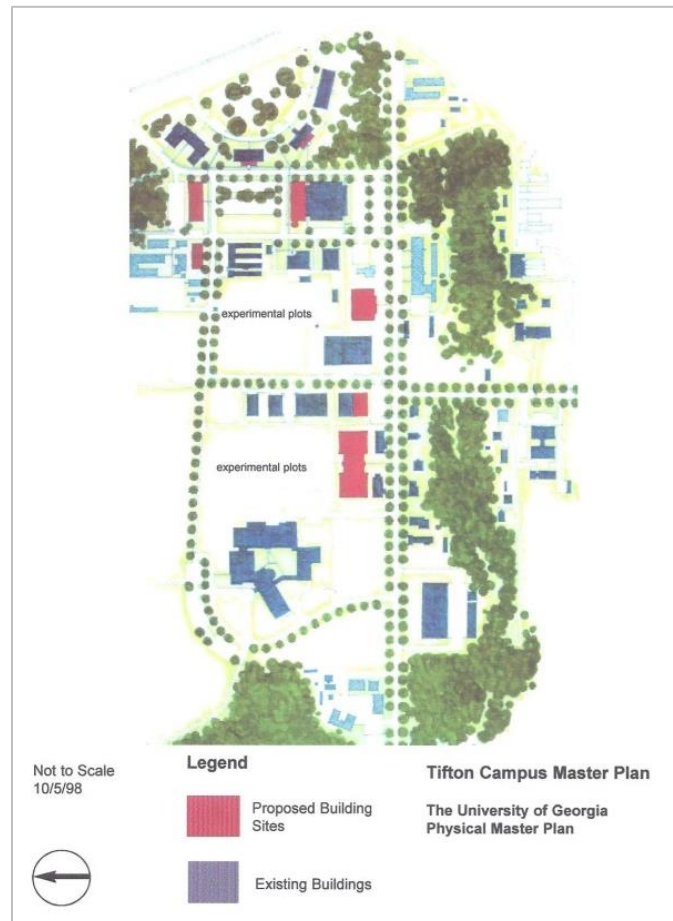 experimental plots
experimental plots
Not to Scale
10/5/98
Legend
Proposed Building
Sites
Existing Buildings
Tifton Campus Master Plan
The University of Georgia
Physical Master Plan